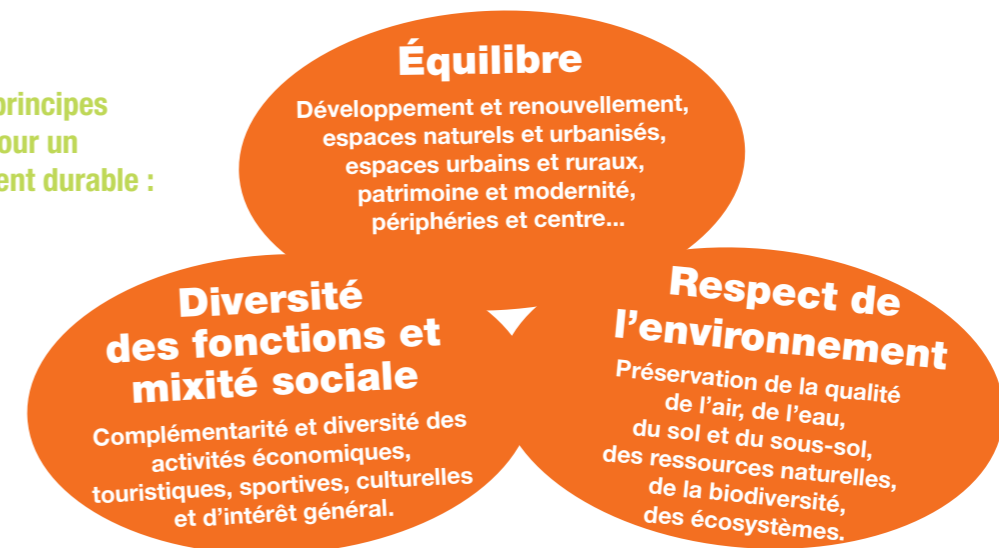 principes
our un
ent durable :
Équilibre
Développement et renouvellement,
espaces naturels et urbanisés,
espaces urbains et ruraux,
patrimoine et modernité,
périphéries et centre...
Diversité
des fonctions et
mixité sociale
Complémentarité et diversité des
activités économiques,
touristiques, sportives, culturelles
et d'intérêt général.
Respect de
l'environnement
Préservation de la qualité
de l'air, de l'eau,
du sol et du sous-sol,
des ressources naturelles,
de la biodiversité,
des écosystèmes.